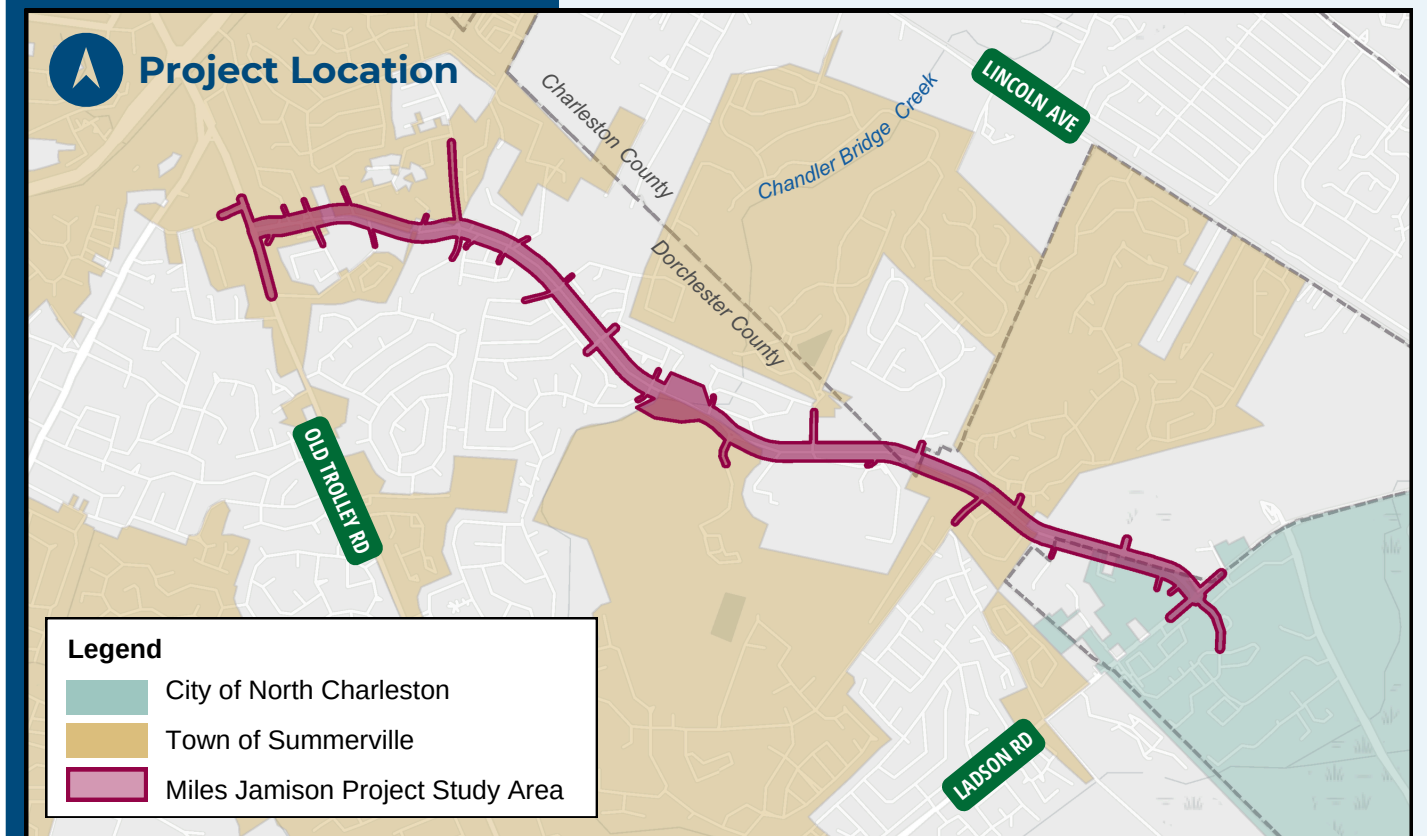 Project Location
LINCOLN AVE
Charleston County
Chandler Bridge Creek
Dorchester County
OLD TROLLEY RD
LADSON RD
Legend
City of North Charleston
Town of Summerville
Miles Jamison Project Study Area